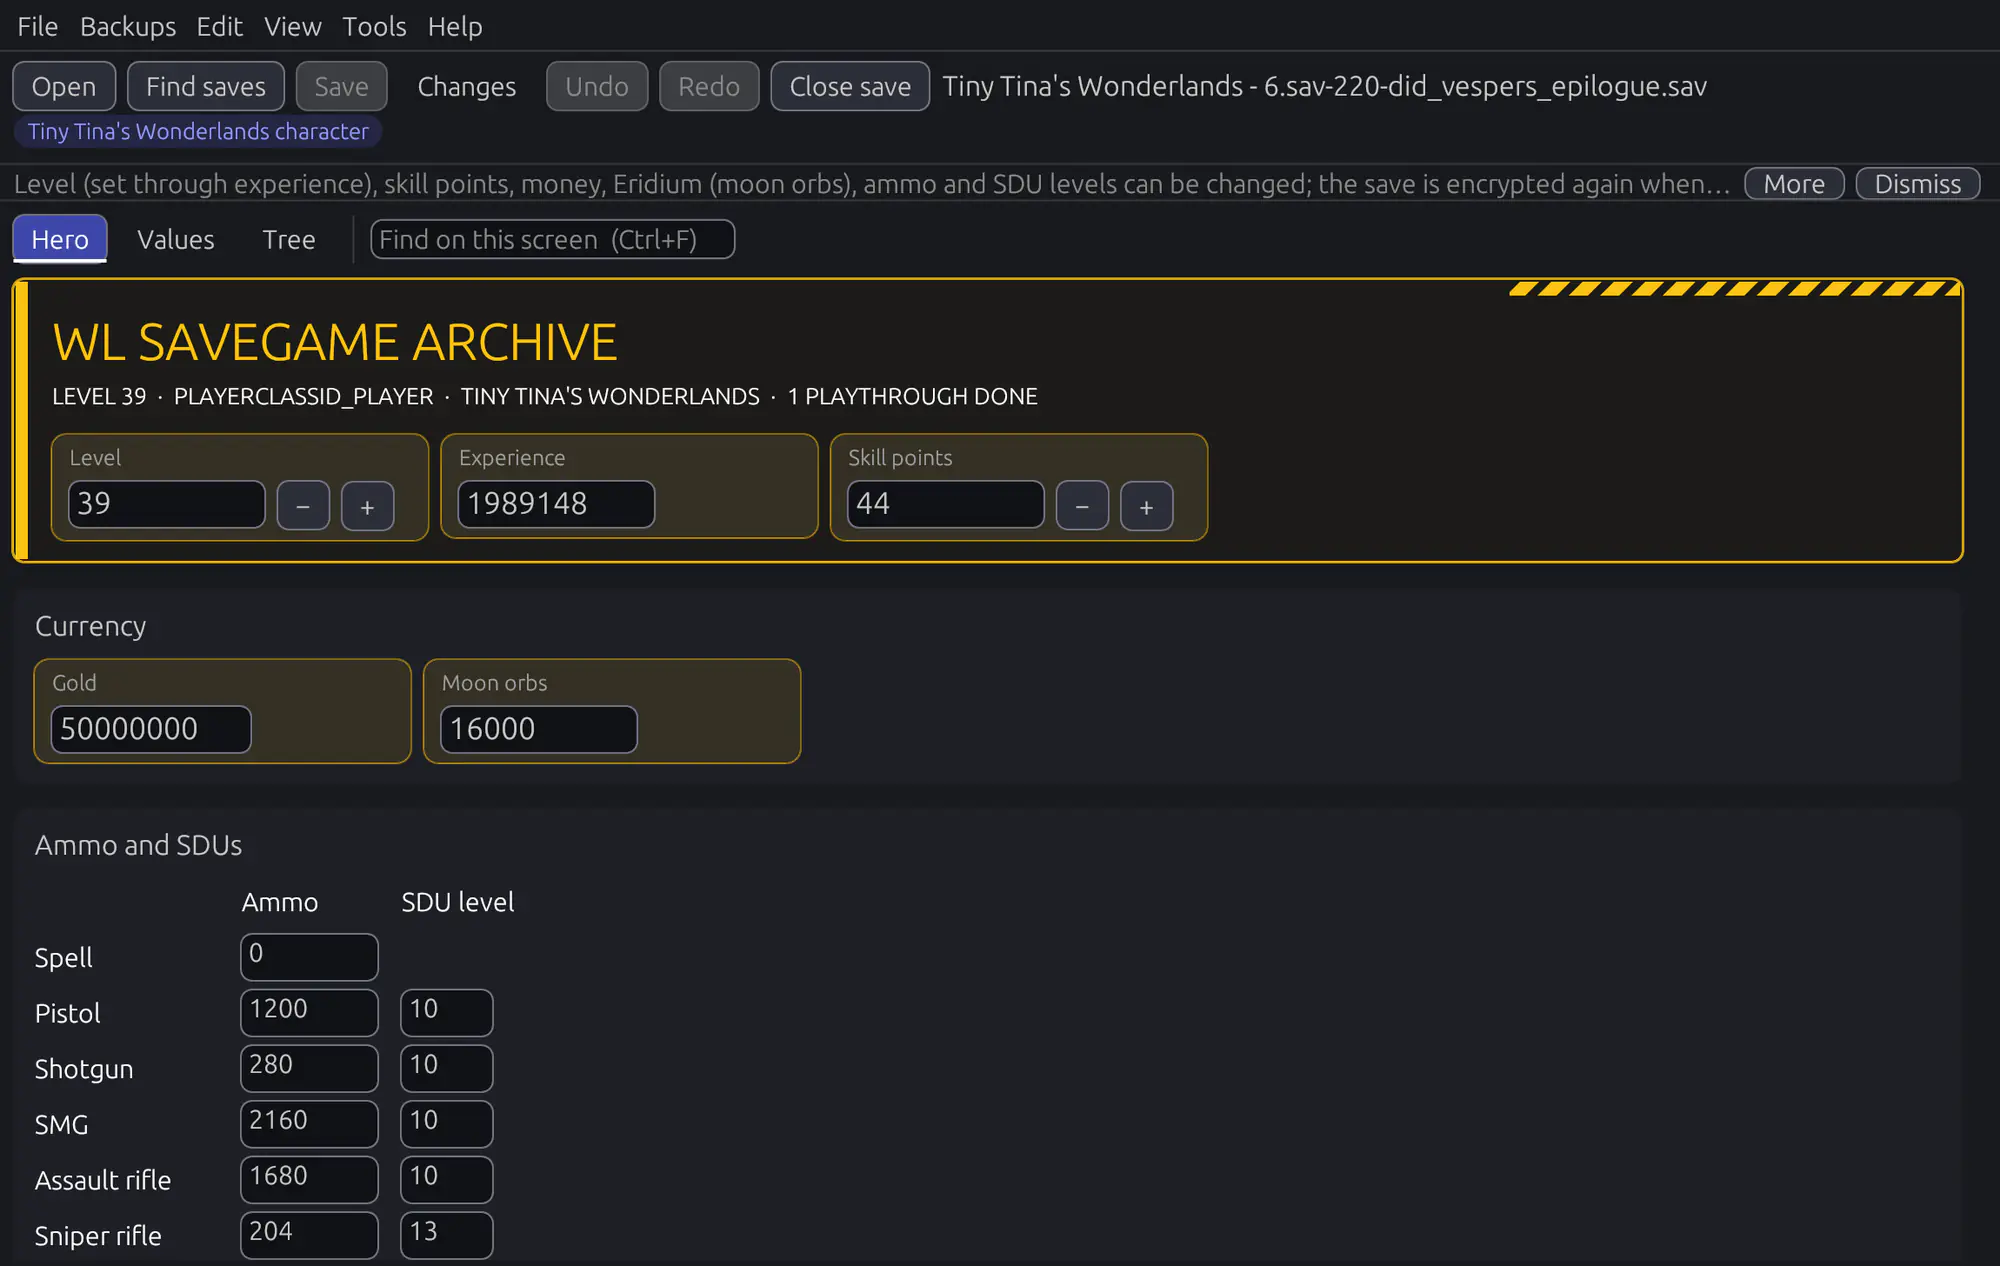 File Backups Edit View Tools Help
Open Find saves Save Changes Undo Redo Close save Tiny Tina's Wonderlands - 6.sav-220-did_vespers_epilogue.sav
Tiny Tina's Wonderlands character
Level (set through experience), skill points, money, Eridium (moon orbs), ammo and SDU levels can be changed; the save is encrypted again when… More Dismiss
Hero Values Tree Find on this screen (Ctrl+F)
WL SAVEGAME ARCHIVE
LEVEL 39 · PLAYERCLASSID_PLAYER · TINY TINA'S WONDERLANDS · 1 PLAYTHROUGH DONE
Level Experience Skill points
39 − + 1989148 44 − +
Currency
Gold Moon orbs
50000000 16000
Ammo and SDUs
Ammo SDU level
Spell 0
Pistol 1200 10
Shotgun 280 10
SMG 2160 10
Assault rifle 1680 10
Sniper rifle 204 13